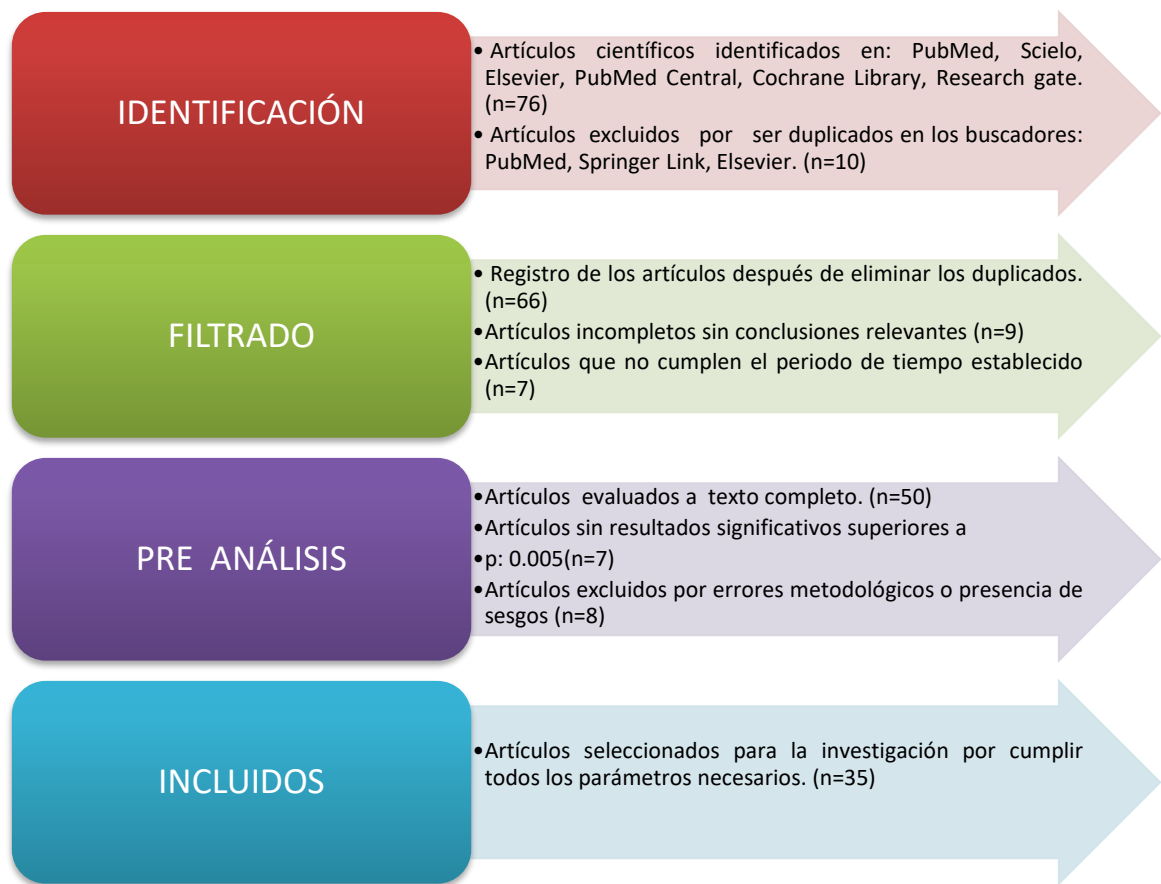 IDENTIFICACIÓN
• Artículos científicos identificados en: PubMed, Scielo,
Elsevier, PubMed Central, Cochrane Library, Research gate.
(n=76)
• Artículos excluidos por ser duplicados en los buscadores:
PubMed, Springer Link, Elsevier. (n=10)
FILTRADO
• Registro de los artículos después de eliminar los duplicados.
(n=66)
•Artículos incompletos sin conclusiones relevantes (n=9)
•Artículos que no cumplen el periodo de tiempo establecido
(n=7)
PRE ANÁLISIS
•Artículos evaluados a texto completo. (n=50)
•Artículos sin resultados significativos superiores a
•p: 0.005(n=7)
•Artículos excluidos por errores metodológicos o presencia de
sesgos (n=8)
INCLUIDOS
•Artículos seleccionados para la investigación por cumplir
todos los parámetros necesarios. (n=35)